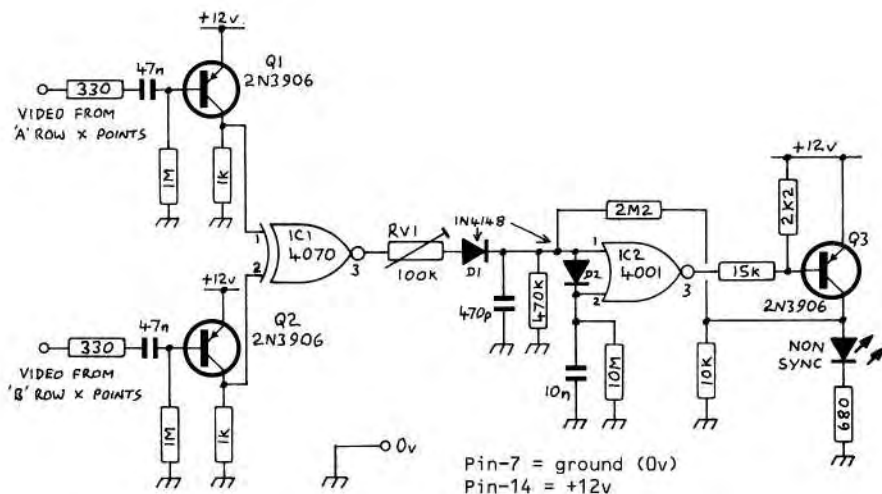 +12v
Q1
2N3906
47n
330
VIDEO FROM
'A' ROW X POINTS
1M
1k
1
2
IC1
4070
3
RV1
100K
1N4148
D1
470p
470K
D2
1
2
IC2
4001
3
2M2
10n
10M
10K
15K
+12v
2K2
Q3
2N3906
NON
SYNC
680
+12v
Q2
2N3906
47n
330
VIDEO FROM
'B' ROW X POINTS
1M
1k
0v
Pin-7 = ground (0v)
Pin-14 = +12v